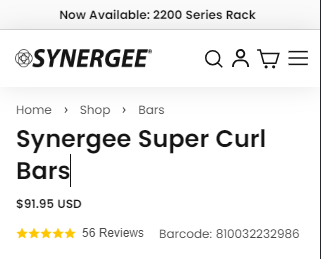 Now Available: 2200 Series Rack
SYNERGEE®
Home › Shop › Bars
Synergee Super Curl
Bars
$91.95 USD
56 Reviews Barcode: 810032232986